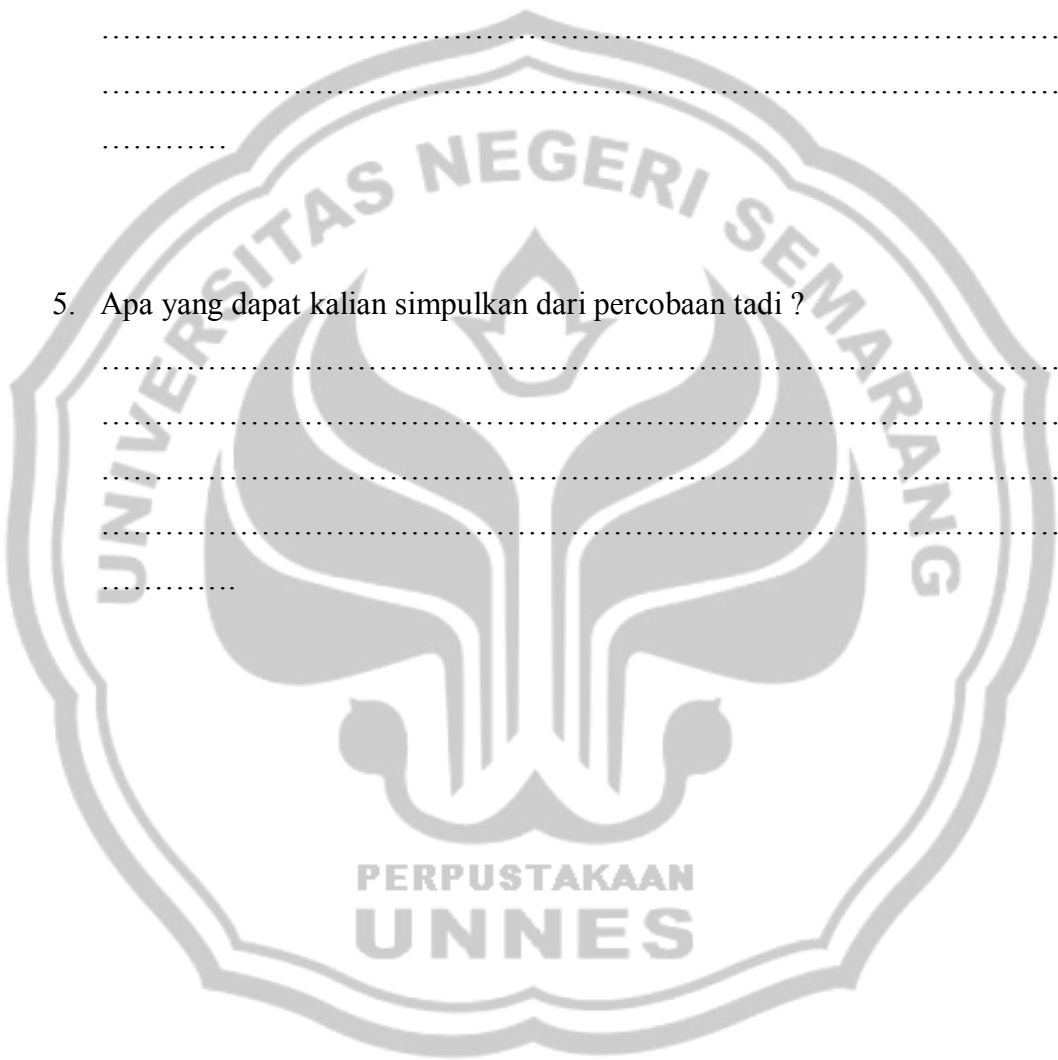 ……………………………………………………………………………………
……………………………………………………………………………………
…………
5. Apa yang dapat kalian simpulkan dari percobaan tadi ?
……………………………………………………………………………………
……………………………………………………………………………………
……………………………………………………………………………………
……………………………………………………………………………………
………….
UNIVERSITAS NEGERI SEMARANG
PERPUSTAKAAN
UNNES